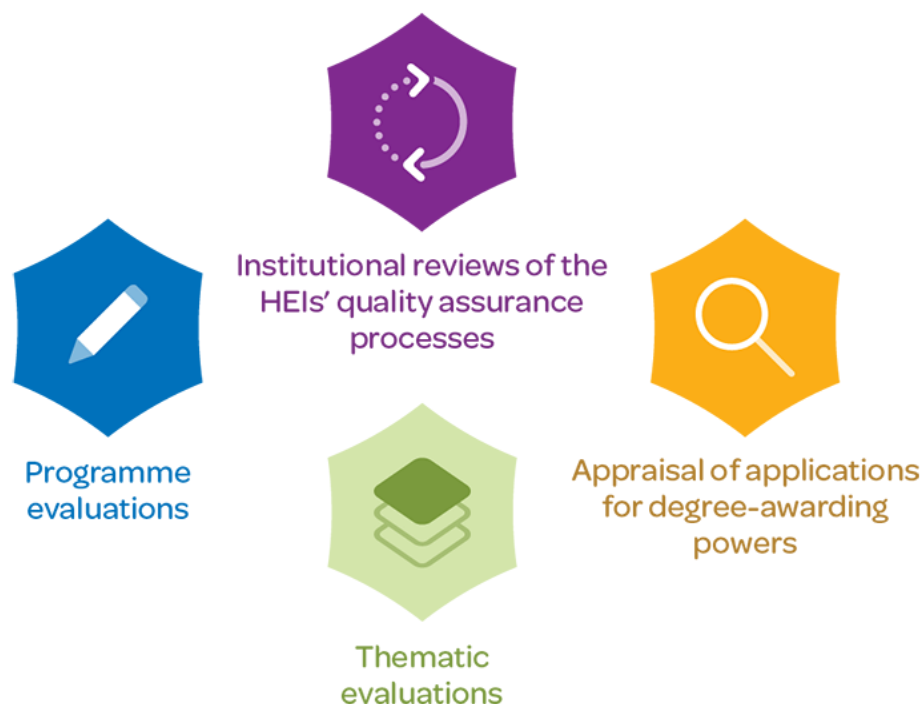 Institutional reviews of the
HEIs' quality assurance
processes
Programme
evaluations
Appraisal of applications
for degree-awarding
powers
Thematic
evaluations